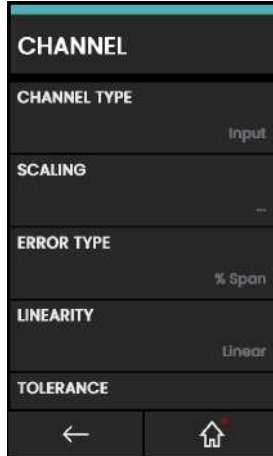 CHANNEL
CHANNEL TYPE
Input
SCALING
--
ERROR TYPE
% Span
LINEARITY
Linear
TOLERANCE